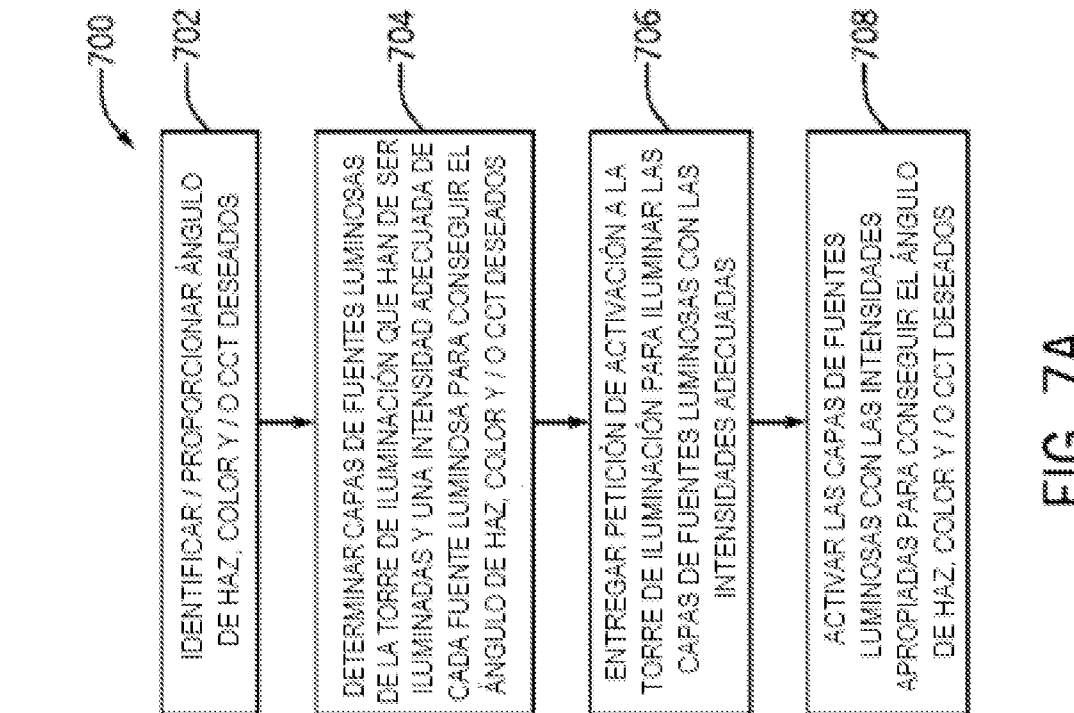 700
702
IDENTIFICAR / PROPORCIONAR ÁNGULO
DE HAZ, COLOR Y / O CCT DESEADOS
704
DETERMINAR CAPAS DE FUENTES LUMINOSAS
DE LA TORRE DE ILUMINACIÓN QUE HAN DE SER
ILUMINADAS Y UNA INTENSIDAD ADECUADA DE
CADA FUENTE LUMINOSA PARA CONSEGUIR EL
ÁNGULO DE HAZ, COLOR Y / O CCT DESEADOS
706
ENTREGAR PETICIÓN DE ACTIVACIÓN A LA
TORRE DE ILUMINACIÓN PARA ILUMINAR LAS
CAPAS DE FUENTES LUMINOSAS CON LAS
INTENSIDADES ADECUADAS
708
ACTIVAR LAS CAPAS DE FUENTES
LUMINOSAS CON LAS INTENSIDADES
APROPIADAS PARA CONSEGUIR EL ÁNGULO
DE HAZ, COLOR Y / O CCT DESEADOS
FIG. 7A